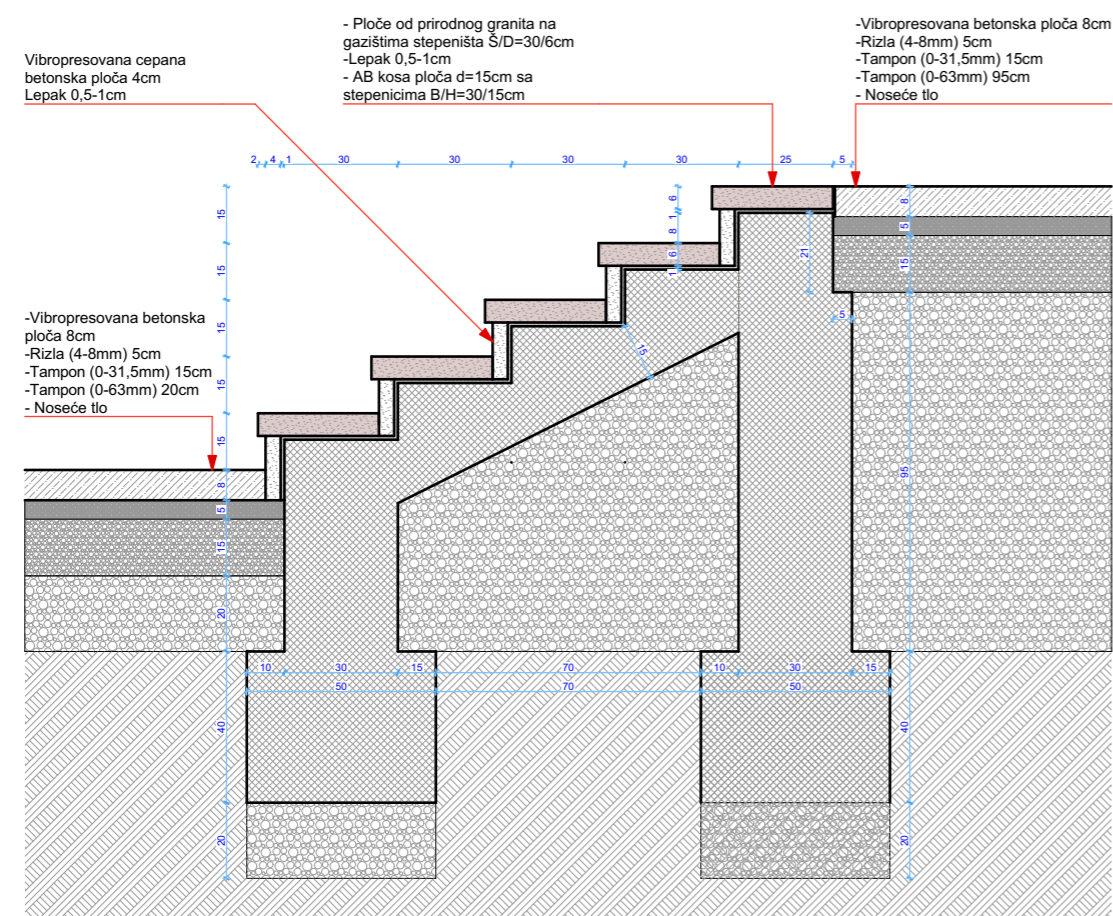 Vibropresovana cepana
betonska ploča 4cm
Lepak 0,5-1cm
- Ploče od prirodnog granita na
gazištima stepeništa Š/D=30/6cm
-Lepak 0,5-1cm
- AB kosa ploča d=15cm sa
stepenicima B/H=30/15cm
-Vibropresovana betonska ploča 8cm
-Rizla (4-8mm) 5cm
-Tampon (0-31,5mm) 15cm
-Tampon (0-63mm) 95cm
- Noseće tlo
2 4 1 30 30 30 30 25 5
-Vibropresovana betonska
ploča 8cm
-Rizla (4-8mm) 5cm
-Tampon (0-31,5mm) 15cm
-Tampon (0-63mm) 20cm
- Noseće tlo
15
15
15
15
15
8
5
15
20
40
20
6
1
8
6
1
21
5
15
8
5
15
95
40
20
10 30 15 70 10 30 15
50 70 50